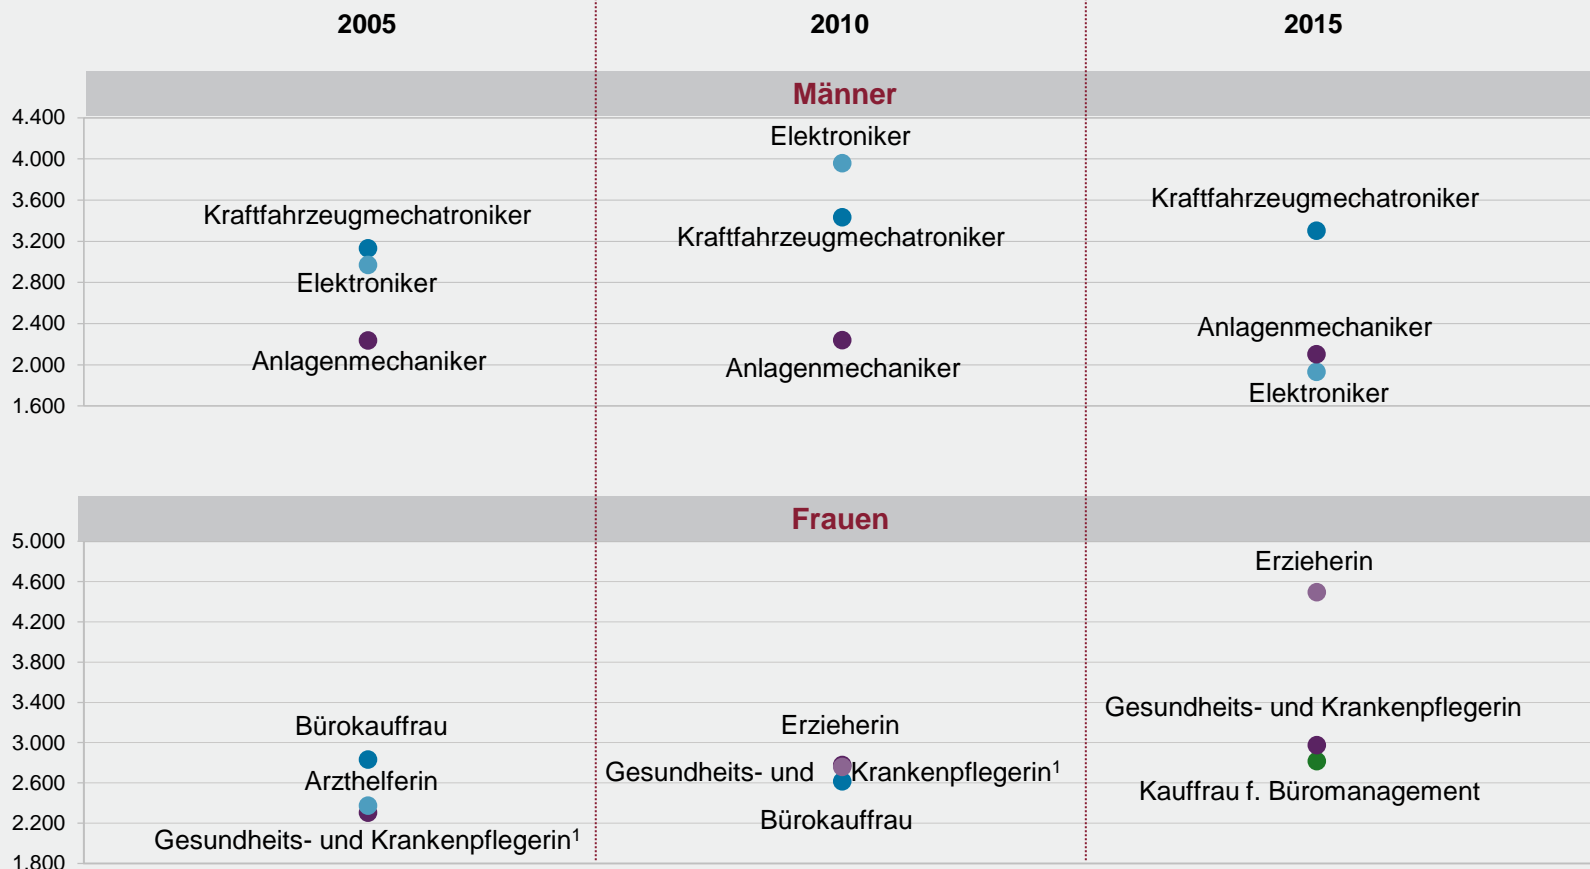 2005 2010 2015
Männer
4.400
4.000
3.600
3.200
2.800
2.400
2.000
1.600
Kraftfahrzeugmechatroniker
Elektroniker
Anlagenmechaniker
Elektroniker
Kraftfahrzeugmechatroniker
Anlagenmechaniker
Kraftfahrzeugmechatroniker
Anlagenmechaniker
Elektroniker
Frauen
5.000
4.600
4.200
3.800
3.400
3.000
2.600
2.200
1.800
Bürokauffrau
Arzthelferin
Gesundheits- und Krankenpflegerin¹
Erzieherin
Gesundheits- und Krankenpflegerin¹
Bürokauffrau
Erzieherin
Gesundheits- und Krankenpflegerin
Kauffrau f. Büromanagement